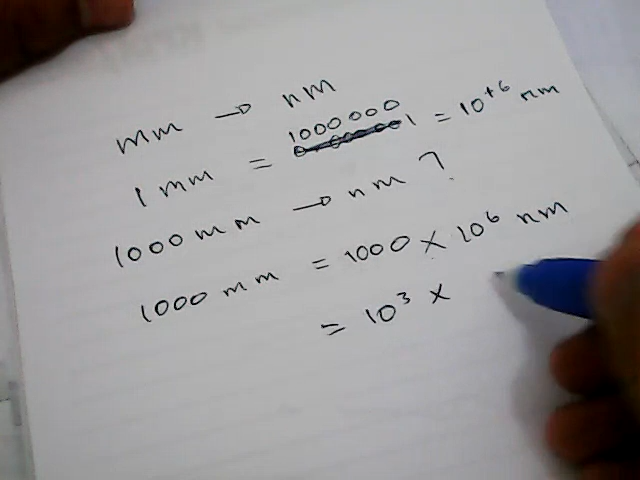 mm → nm
1 mm = 1000000 = 10+6 nm
1000 mm → nm ?
1000 mm = 1000 × 106 nm
= 103 ×